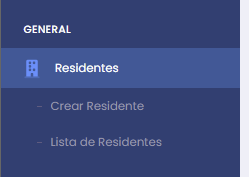 GENERAL
Residentes
– Crear Residente
– Lista de Residentes